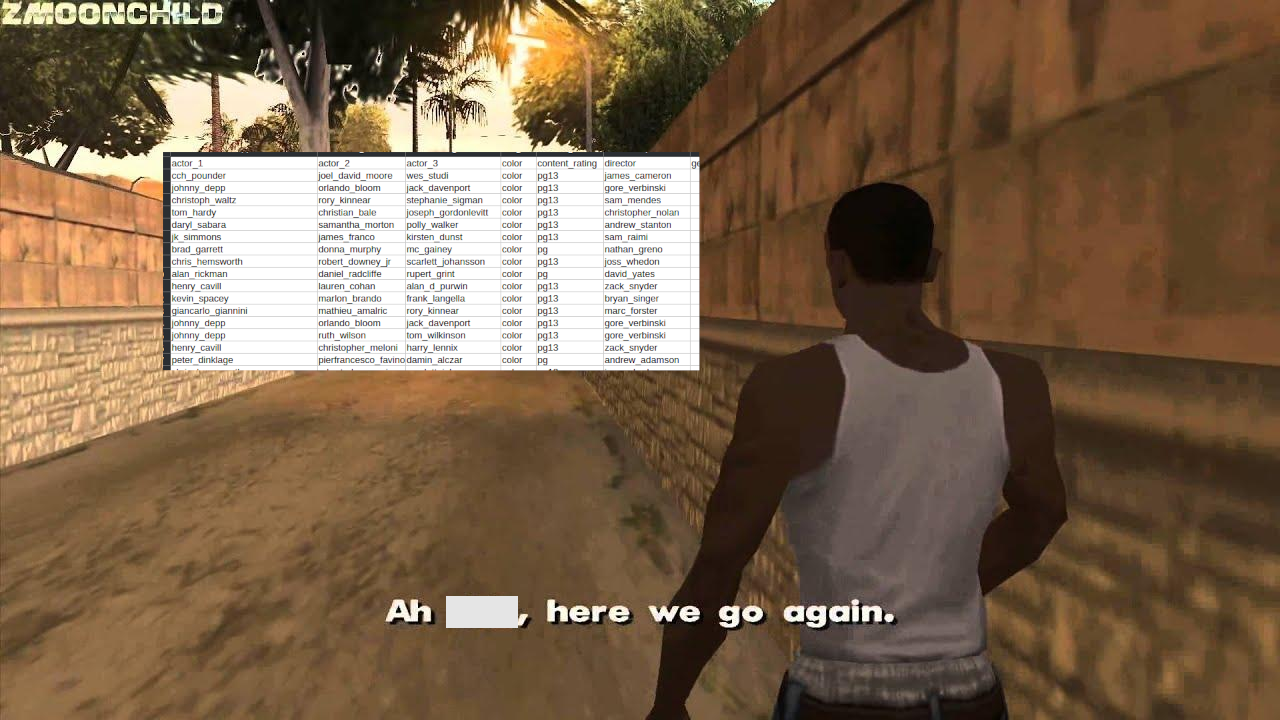 ZMOONCHILD
actor_1 actor_2 actor_3 color content_rating director ge
cch_pounder joel_david_moore wes_studi color pg13 james_cameron
johnny_depp orlando_bloom jack_davenport color pg13 gore_verbinski
christoph_waltz rory_kinnear stephanie_sigman color pg13 sam_mendes
tom_hardy christian_bale joseph_gordonlevitt color pg13 christopher_nolan
daryl_sabara samantha_morton polly_walker color pg13 andrew_stanton
jk_simmons james_franco kirsten_dunst color pg13 sam_raimi
brad_garrett donna_murphy mc_gainey color pg nathan_greno
chris_hemsworth robert_downey_jr scarlett_johansson color pg13 joss_whedon
alan_rickman daniel_radcliffe rupert_grint color pg david_yates
henry_cavill lauren_cohan alan_d_purwin color pg13 zack_snyder
kevin_spacey marlon_brando frank_langella color pg13 bryan_singer
giancarlo_giannini mathieu_amalric rory_kinnear color pg13 marc_forster
johnny_depp orlando_bloom jack_davenport color pg13 gore_verbinski
johnny_depp ruth_wilson tom_wilkinson color pg13 gore_verbinski
henry_cavill christopher_meloni harry_lennix color pg13 zack_snyder
peter_dinklage pierfrancesco_favino damin_alczar color pg andrew_adamson
Ah , here we go again.